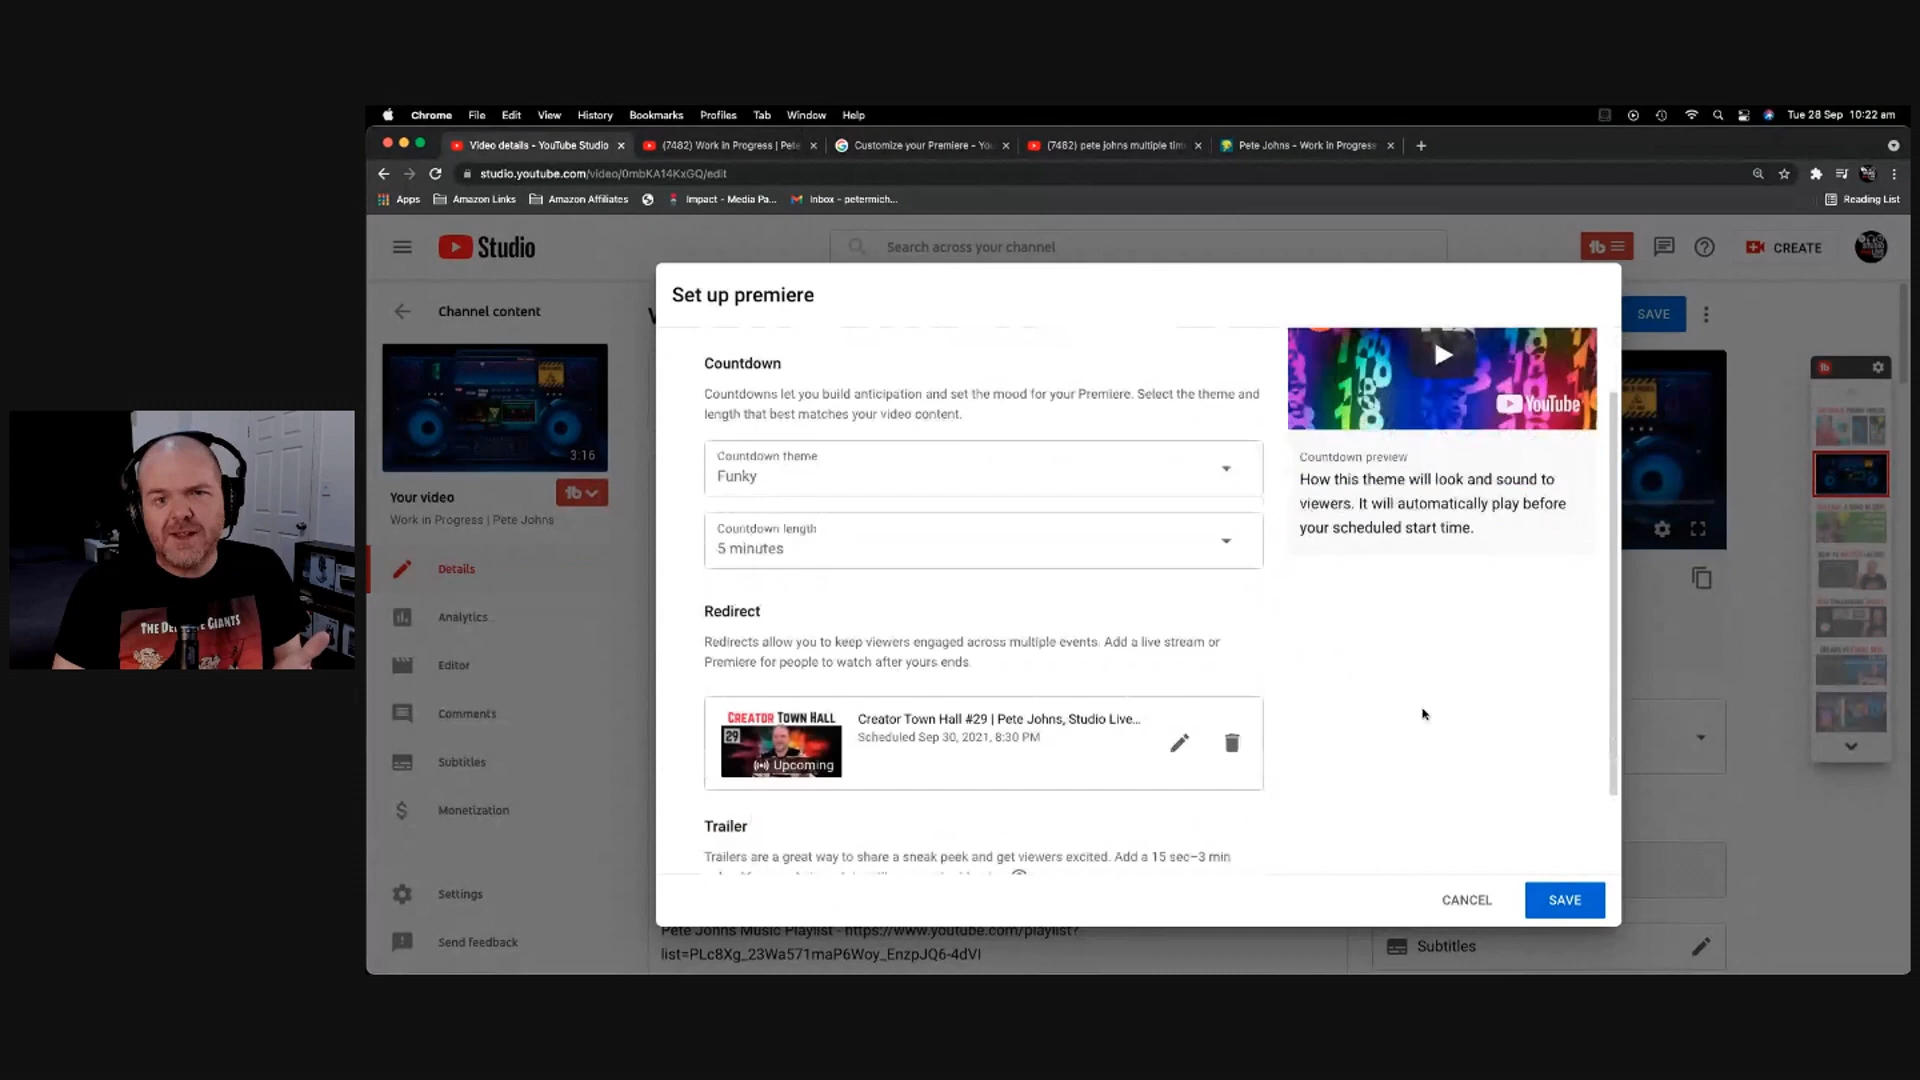 Chrome File Edit View History Bookmarks Profiles Tab Window Help
Tue 28 Sep 10:22 am
Video details - YouTube Studio
(7482) Work in Progress | Pete
Customize your Premiere - You
(7482) pete johns multiple tim
Pete Johns - Work in Progress
studio.youtube.com/video/0mbKA14KxGQ/edit
Apps
Amazon Links
Amazon Affiliates
Impact - Media Pa...
Inbox - petermich...
Reading List
Studio
Search across your channel
CREATE
Channel content
SAVE
3:16
Your video
Work in Progress | Pete Johns
Details
Analytics
Editor
Comments
Subtitles
Monetization
Settings
Send feedback
Set up premiere
Countdown
Countdowns let you build anticipation and set the mood for your Premiere. Select the theme and
length that best matches your video content.
Countdown theme
Funky
Countdown length
5 minutes
YouTube
Countdown preview
How this theme will look and sound to
viewers. It will automatically play before
your scheduled start time.
Redirect
Redirects allow you to keep viewers engaged across multiple events. Add a live stream or
Premiere for people to watch after yours ends.
CREATOR TOWN HALL
29
Upcoming
Creator Town Hall #29 | Pete Johns, Studio Live...
Scheduled Sep 30, 2021, 8:30 PM
Trailer
Trailers are a great way to share a sneak peek and get viewers excited. Add a 15 sec–3 min
CANCEL
SAVE
Pete Johns Music Playlist - https://www.youtube.com/playlist?
list=PLc8Xg_23Wa571maP6Woy_EnzpJQ6-4dVI
Subtitles
GIANTS